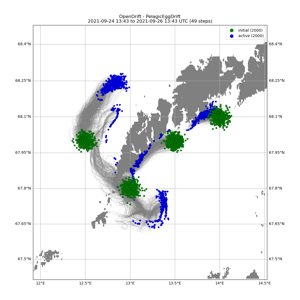 OpenDrift - PelagicEggDrift
2021-09-24 13:43 to 2021-09-26 13:43 UTC (49 steps)
initial (2000)
active (2000)
68.4°N
68.4°N
68.25°N
68.25°N
68.1°N
68.1°N
67.95°N
67.95°N
67.8°N
67.8°N
67.65°N
67.65°N
67.5°N
67.5°N
12°E
12.5°E
13°E
13.5°E
14°E
14.5°E